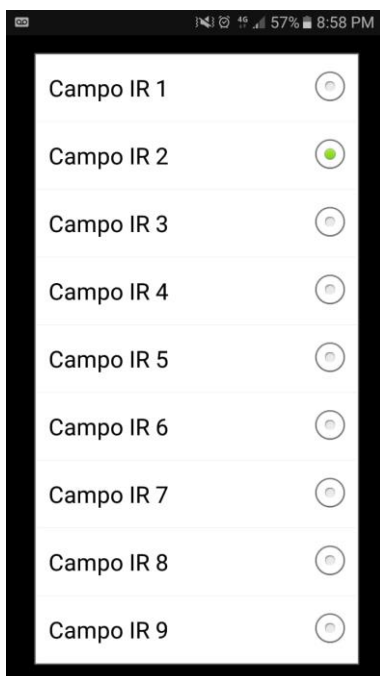 4G 57% 8:58 PM
Campo IR 1
Campo IR 2
Campo IR 3
Campo IR 4
Campo IR 5
Campo IR 6
Campo IR 7
Campo IR 8
Campo IR 9